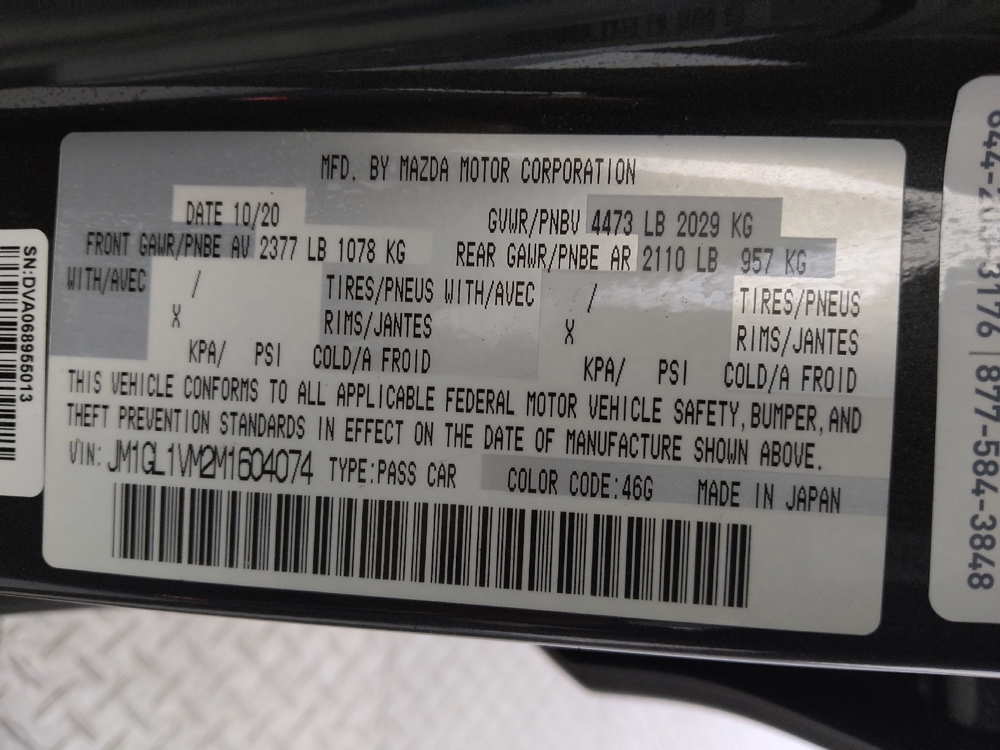 MFD. BY MAZDA MOTOR CORPORATION
DATE 10/20 GVWR/PNBV 4473 LB 2029 KG
FRONT GAWR/PNBE AV 2377 LB 1078 KG REAR GAWR/PNBE AR 2110 LB 957 KG
WITH/AVEC / TIRES/PNEUS WITH/AVEC / TIRES/PNEUS
X RIMS/JANTES X RIMS/JANTES
KPA/ PSI COLD/A FROID KPA/ PSI COLD/A FROID
THIS VEHICLE CONFORMS TO ALL APPLICABLE FEDERAL MOTOR VEHICLE SAFETY, BUMPER, AND
THEFT PREVENTION STANDARDS IN EFFECT ON THE DATE OF MANUFACTURE SHOWN ABOVE.
VIN: JM1GL1VM2M1604074 TYPE:PASS CAR COLOR CODE:46G MADE IN JAPAN
SN:DVA068955013
3176 | 877-584-3848